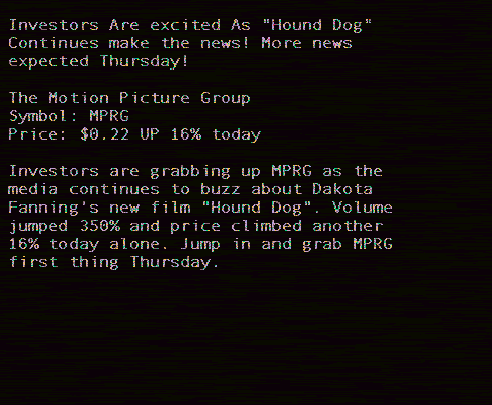 Investors Are excited As "Hound Dog"
Continues make the news! More news
expected Thursday!
The Motion Picture Group
Symbol: MPRG
Price: $0.22 UP 16% today
Investors are grabbing up MPRG as the
media continues to buzz about Dakota
Fanning's new film "Hound Dog". Volume
jumped 350% and price climbed another
16% today alone. Jump in and grab MPRG
first thing Thursday.